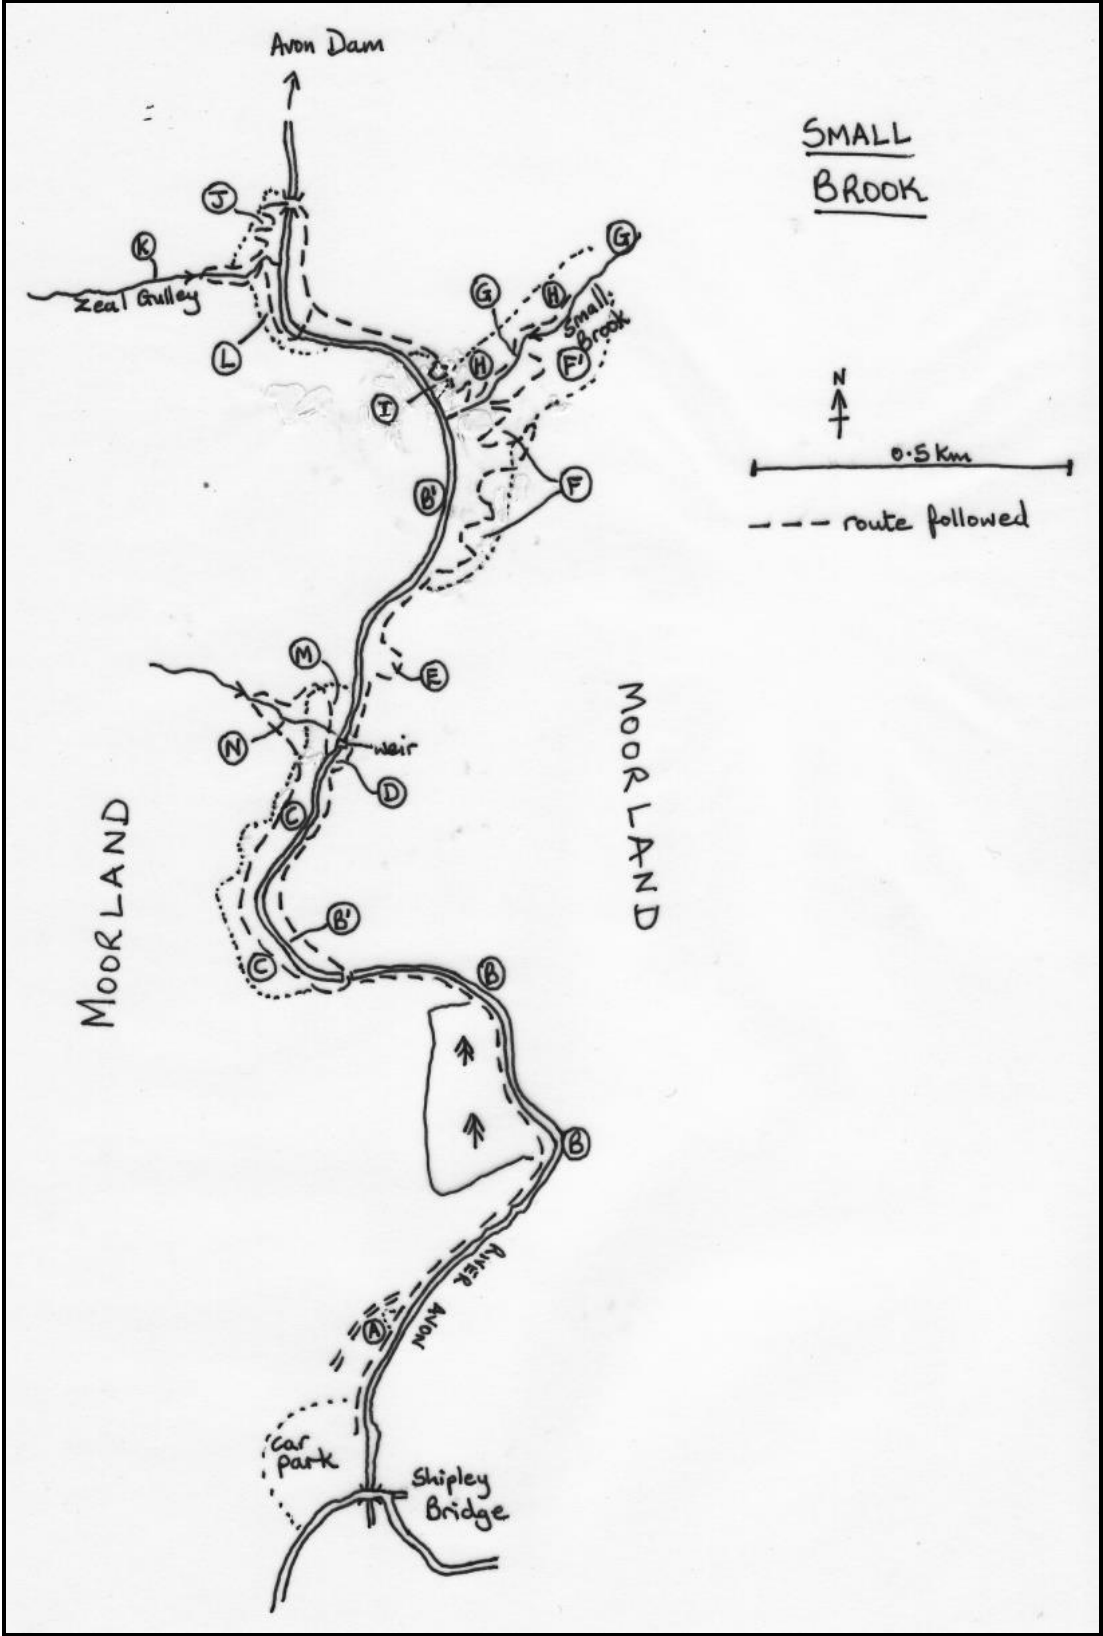 Avon Dam
SMALL
BROOK
J
K
Zeal Gulley
L
G
G
H
Small
Brook
H
F'
I
N
0.5 Km
--- route followed
B'
F
M
E
N
weir
D
C
MOORLAND
MOORLAND
B'
C
B
B
RIVER
AVON
A
car
park
Shipley
Bridge